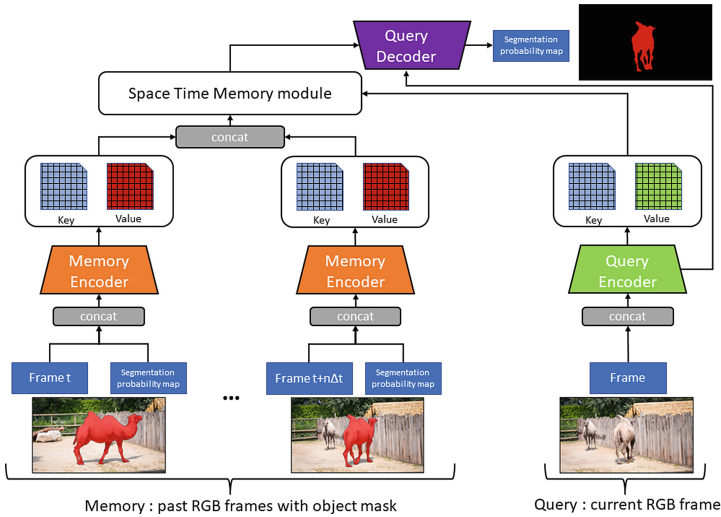 Query
Decoder
Segmentation
probability map
Space Time Memory module
concat
Key
Value
Key
Value
Key
Value
Memory
Encoder
Memory
Encoder
Query
Encoder
concat
concat
concat
Frame t
Segmentation
probability map
...
Frame t+nΔt
Segmentation
probability map
Frame
Memory : past RGB frames with object mask
Query : current RGB frame